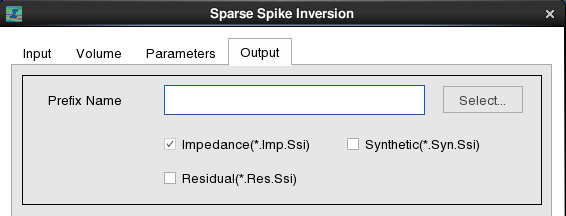 Sparse Spike Inversion
Input Volume Parameters Output
Prefix Name Select...
Impedance(*.Imp.Ssi) Synthetic(*.Syn.Ssi)
Residual(*.Res.Ssi)